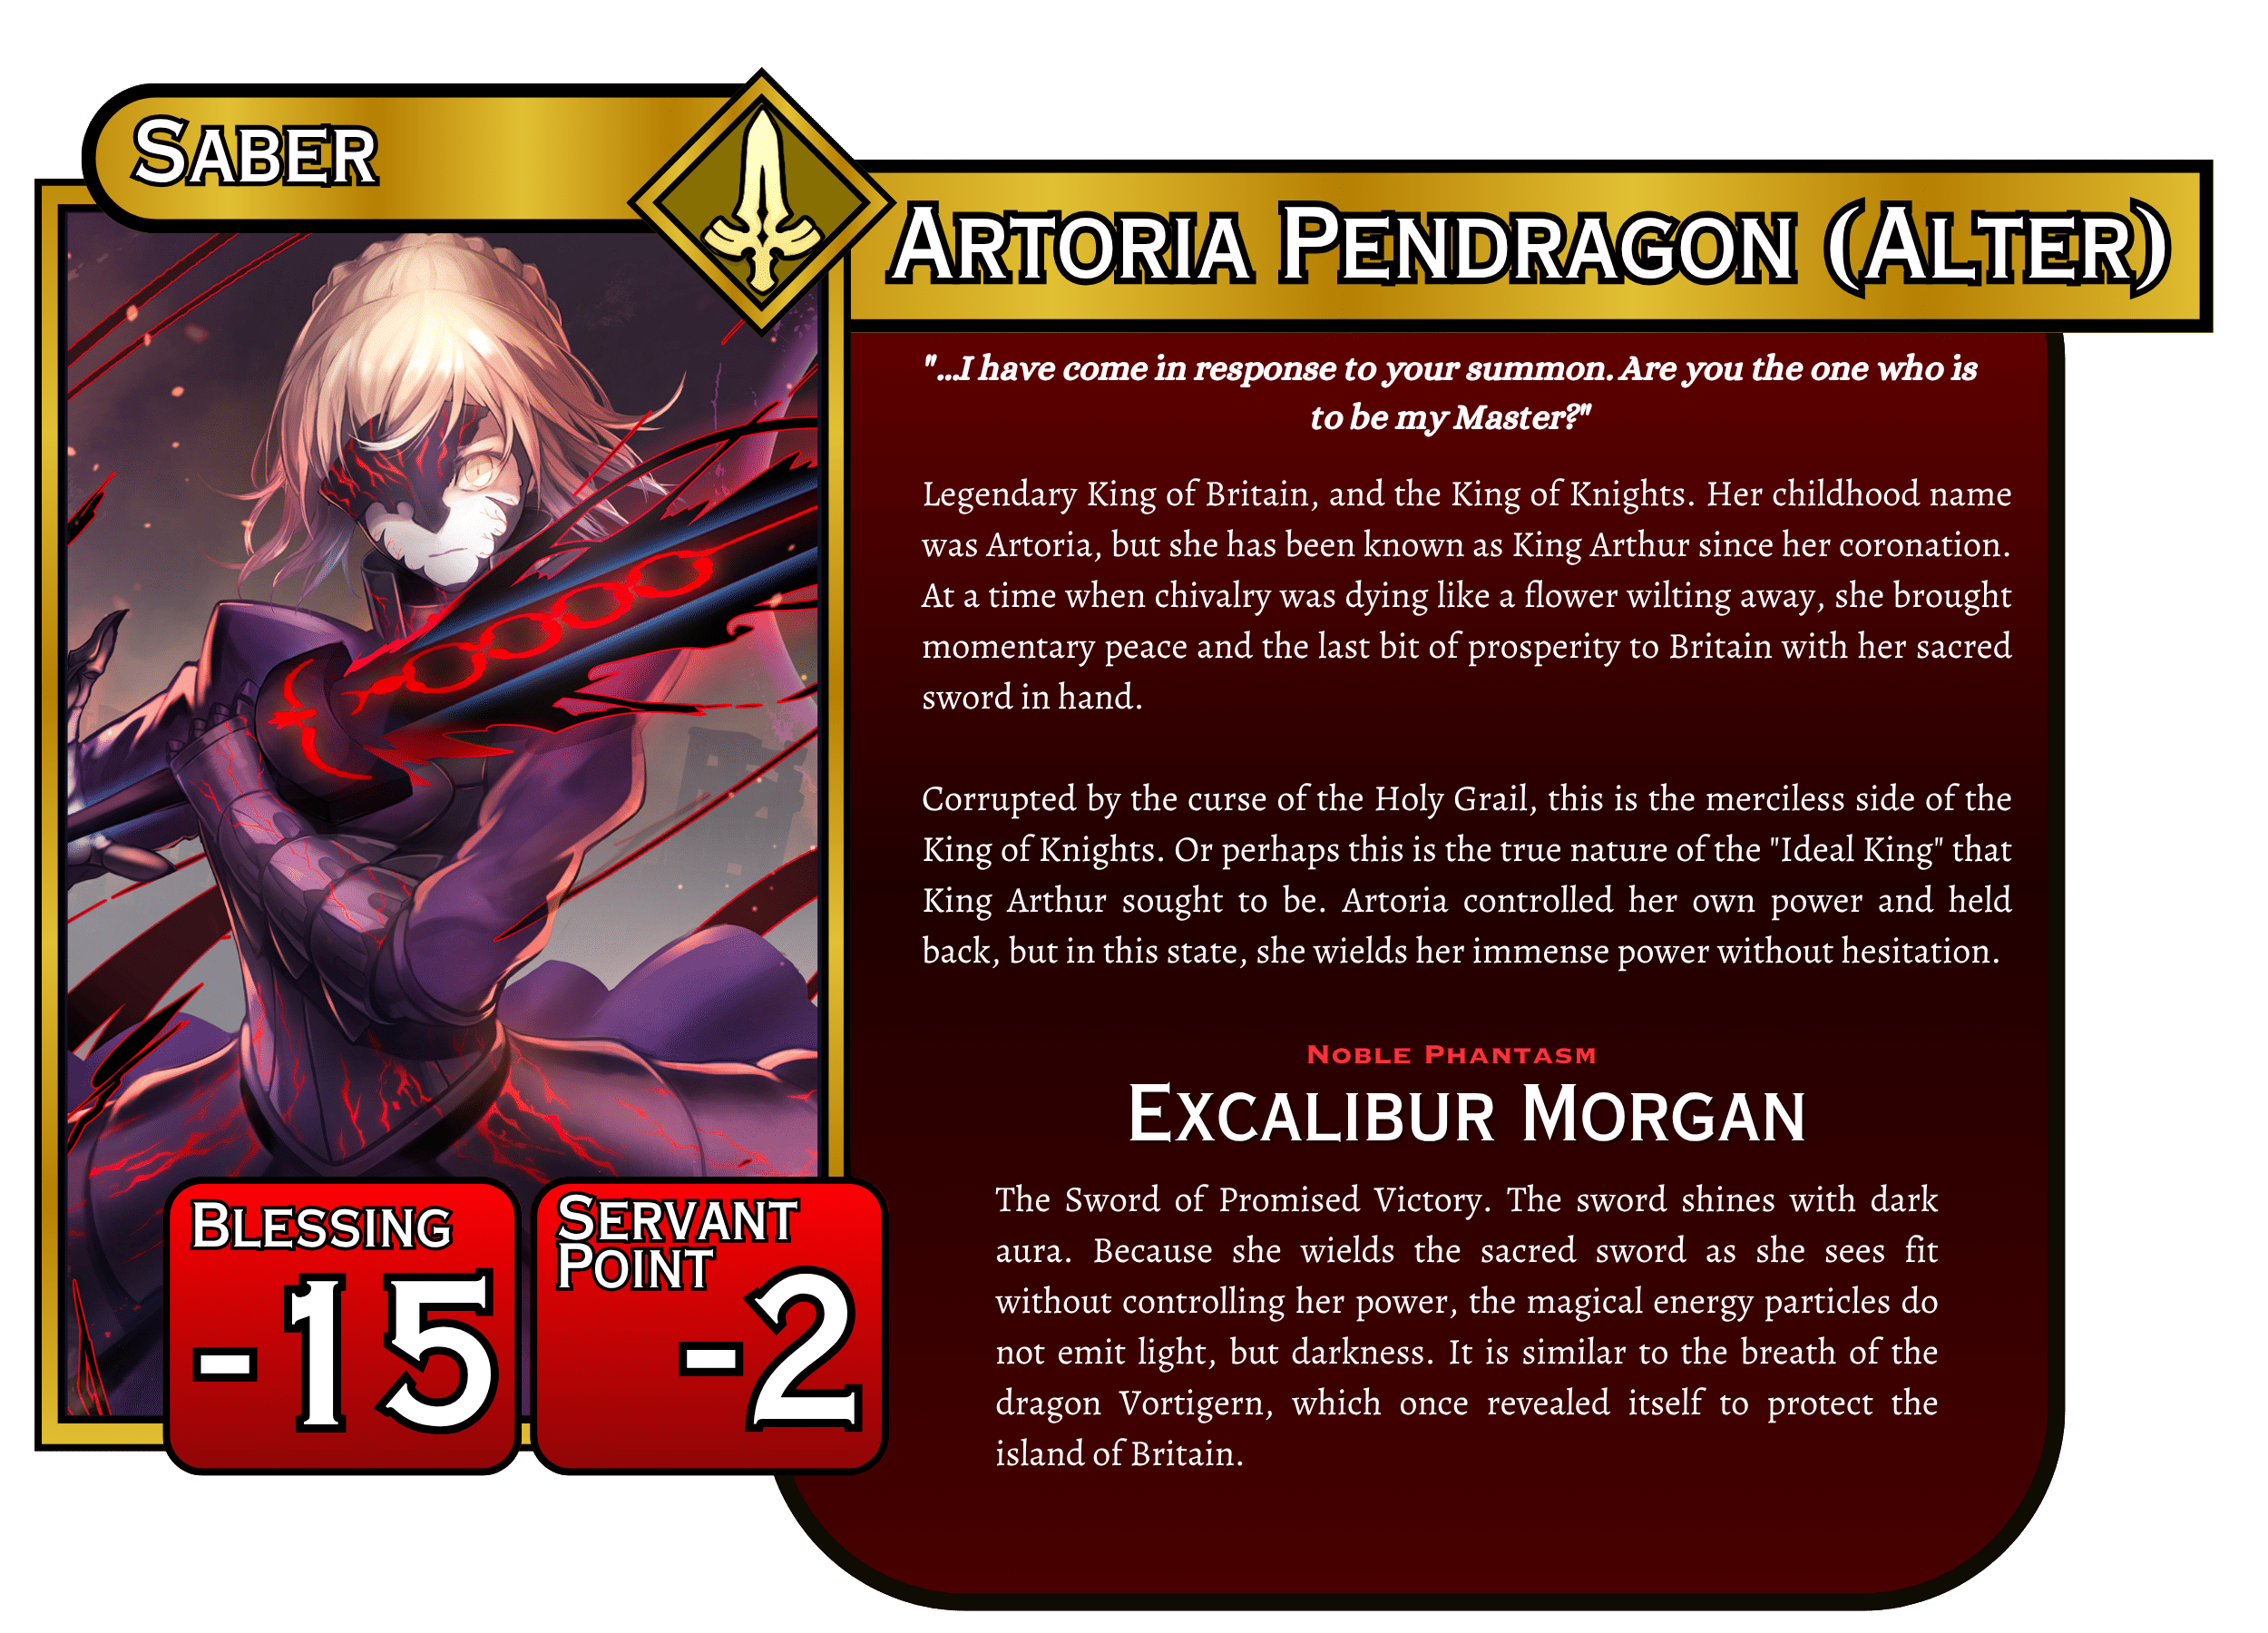 SABER
ARTORIA PENDRAGON (ALTER)
"...I have come in response to your summon. Are you the one who is
to be my Master?"
Legendary King of Britain, and the King of Knights. Her childhood name
was Artoria, but she has been known as King Arthur since her coronation.
At a time when chivalry was dying like a flower wilting away, she brought
momentary peace and the last bit of prosperity to Britain with her sacred
sword in hand.
Corrupted by the curse of the Holy Grail, this is the merciless side of the
King of Knights. Or perhaps this is the true nature of the "Ideal King" that
King Arthur sought to be. Artoria controlled her own power and held
back, but in this state, she wields her immense power without hesitation.
NOBLE PHANTASM
EXCALIBUR MORGAN
The Sword of Promised Victory. The sword shines with dark
aura. Because she wields the sacred sword as she sees fit
without controlling her power, the magical energy particles do
not emit light, but darkness. It is similar to the breath of the
dragon Vortigern, which once revealed itself to protect the
island of Britain.
BLESSING
-15
SERVANT
POINT
-2